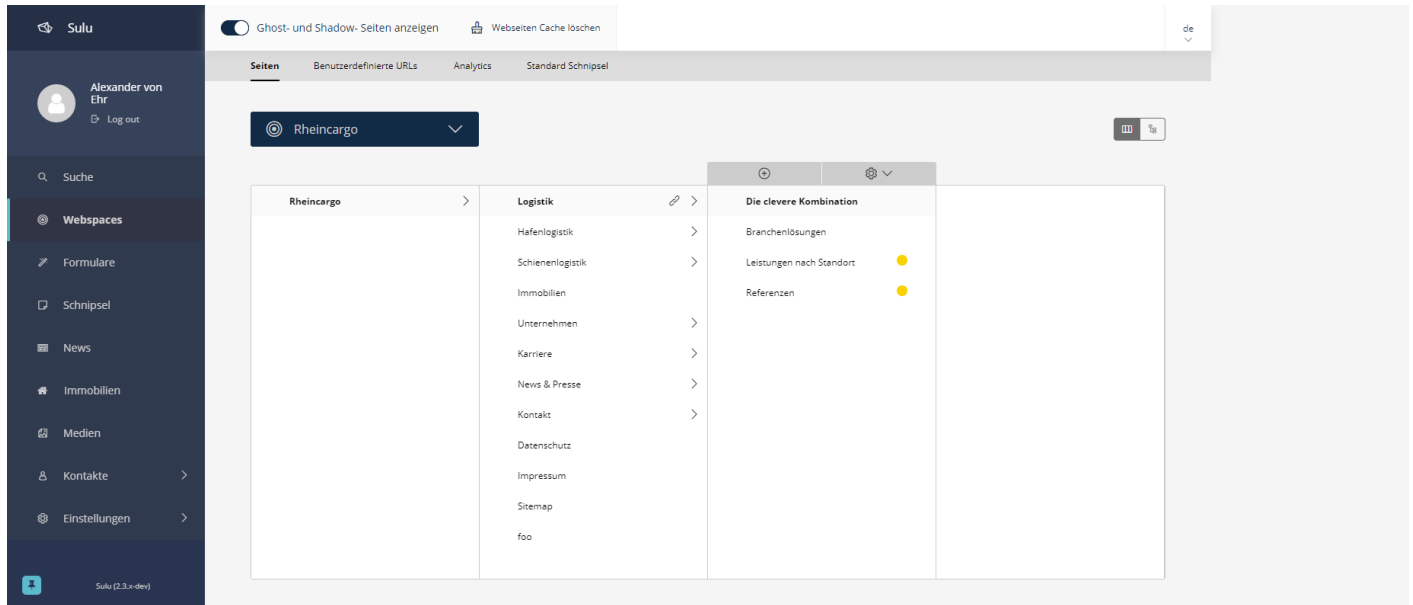 Sulu
Alexander von
Ehr
Log out
Suche
Webspaces
Formulare
Schnipsel
News
Immobilien
Medien
Kontakte
Einstellungen
Sulu (2.3.x-dev)
Ghost- und Shadow- Seiten anzeigen
Webseiten Cache löschen
de
Seiten
Benutzerdefinierte URLs
Analytics
Standard Schnipsel
Rheincargo
Rheincargo
Logistik
Hafenlogistik
Schienenlogistik
Immobilien
Unternehmen
Karriere
News & Presse
Kontakt
Datenschutz
Impressum
Sitemap
foo
Die clevere Kombination
Branchenlösungen
Leistungen nach Standort
Referenzen